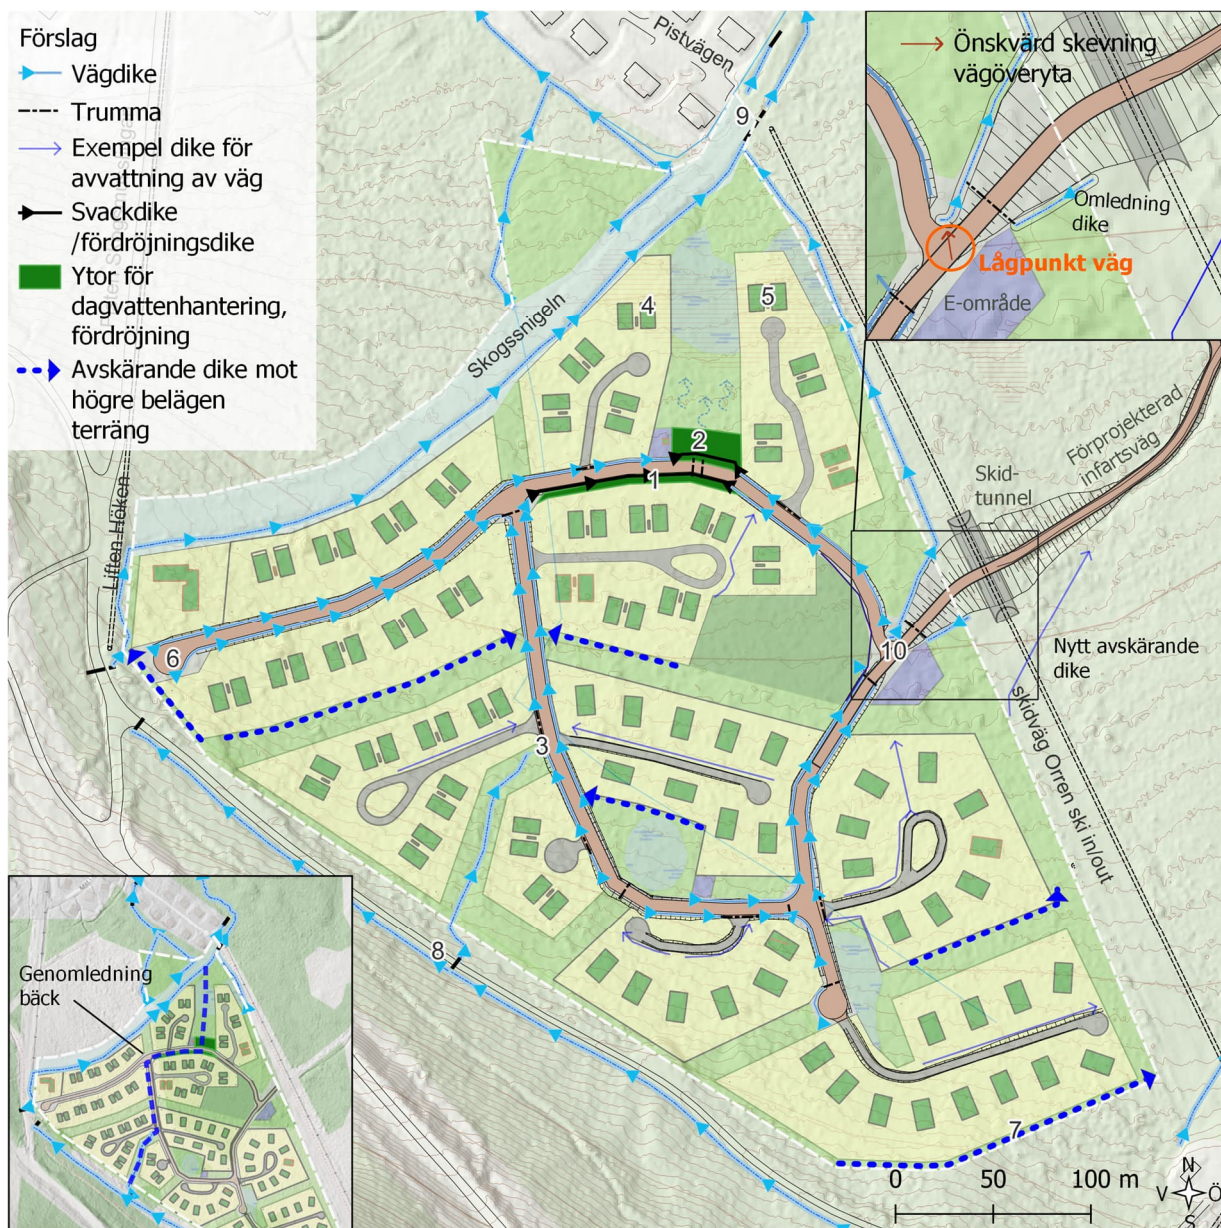 Förslag
Vägdike
Trumma
Exempel dike för
avvattning av väg
Svackdike
/fördröjningsdike
Ytor för
dagvattenhantering,
fördröjning
Avskärande dike mot
högre belägen
terräng
Pistvägen
9
Skogssnigeln
4
5
2
1
Liften Höken
6
3
8
10
7
Skid-
tunnel
Förprojekterad
infartsväg
Nytt avskärande
dike
skidväg Orren ski in/out
Önskvärd skevning
vägöveryta
Omledning
dike
Lågpunkt väg
E-område
Genomledning
bäck
0 50 100 m
N
V Ö
S